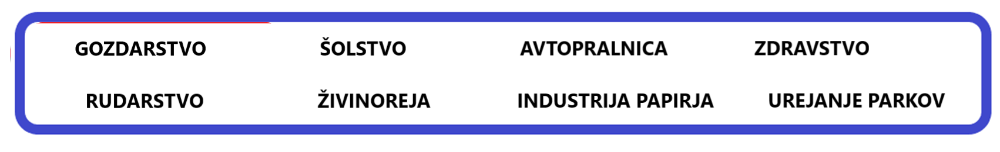 GOZDARSTVO ŠOLSTVO AVTOPRALNICA ZDRAVSTVO
RUDARSTVO ŽIVINOREJA INDUSTRIJA PAPIRJA UREJANJE PARKOV